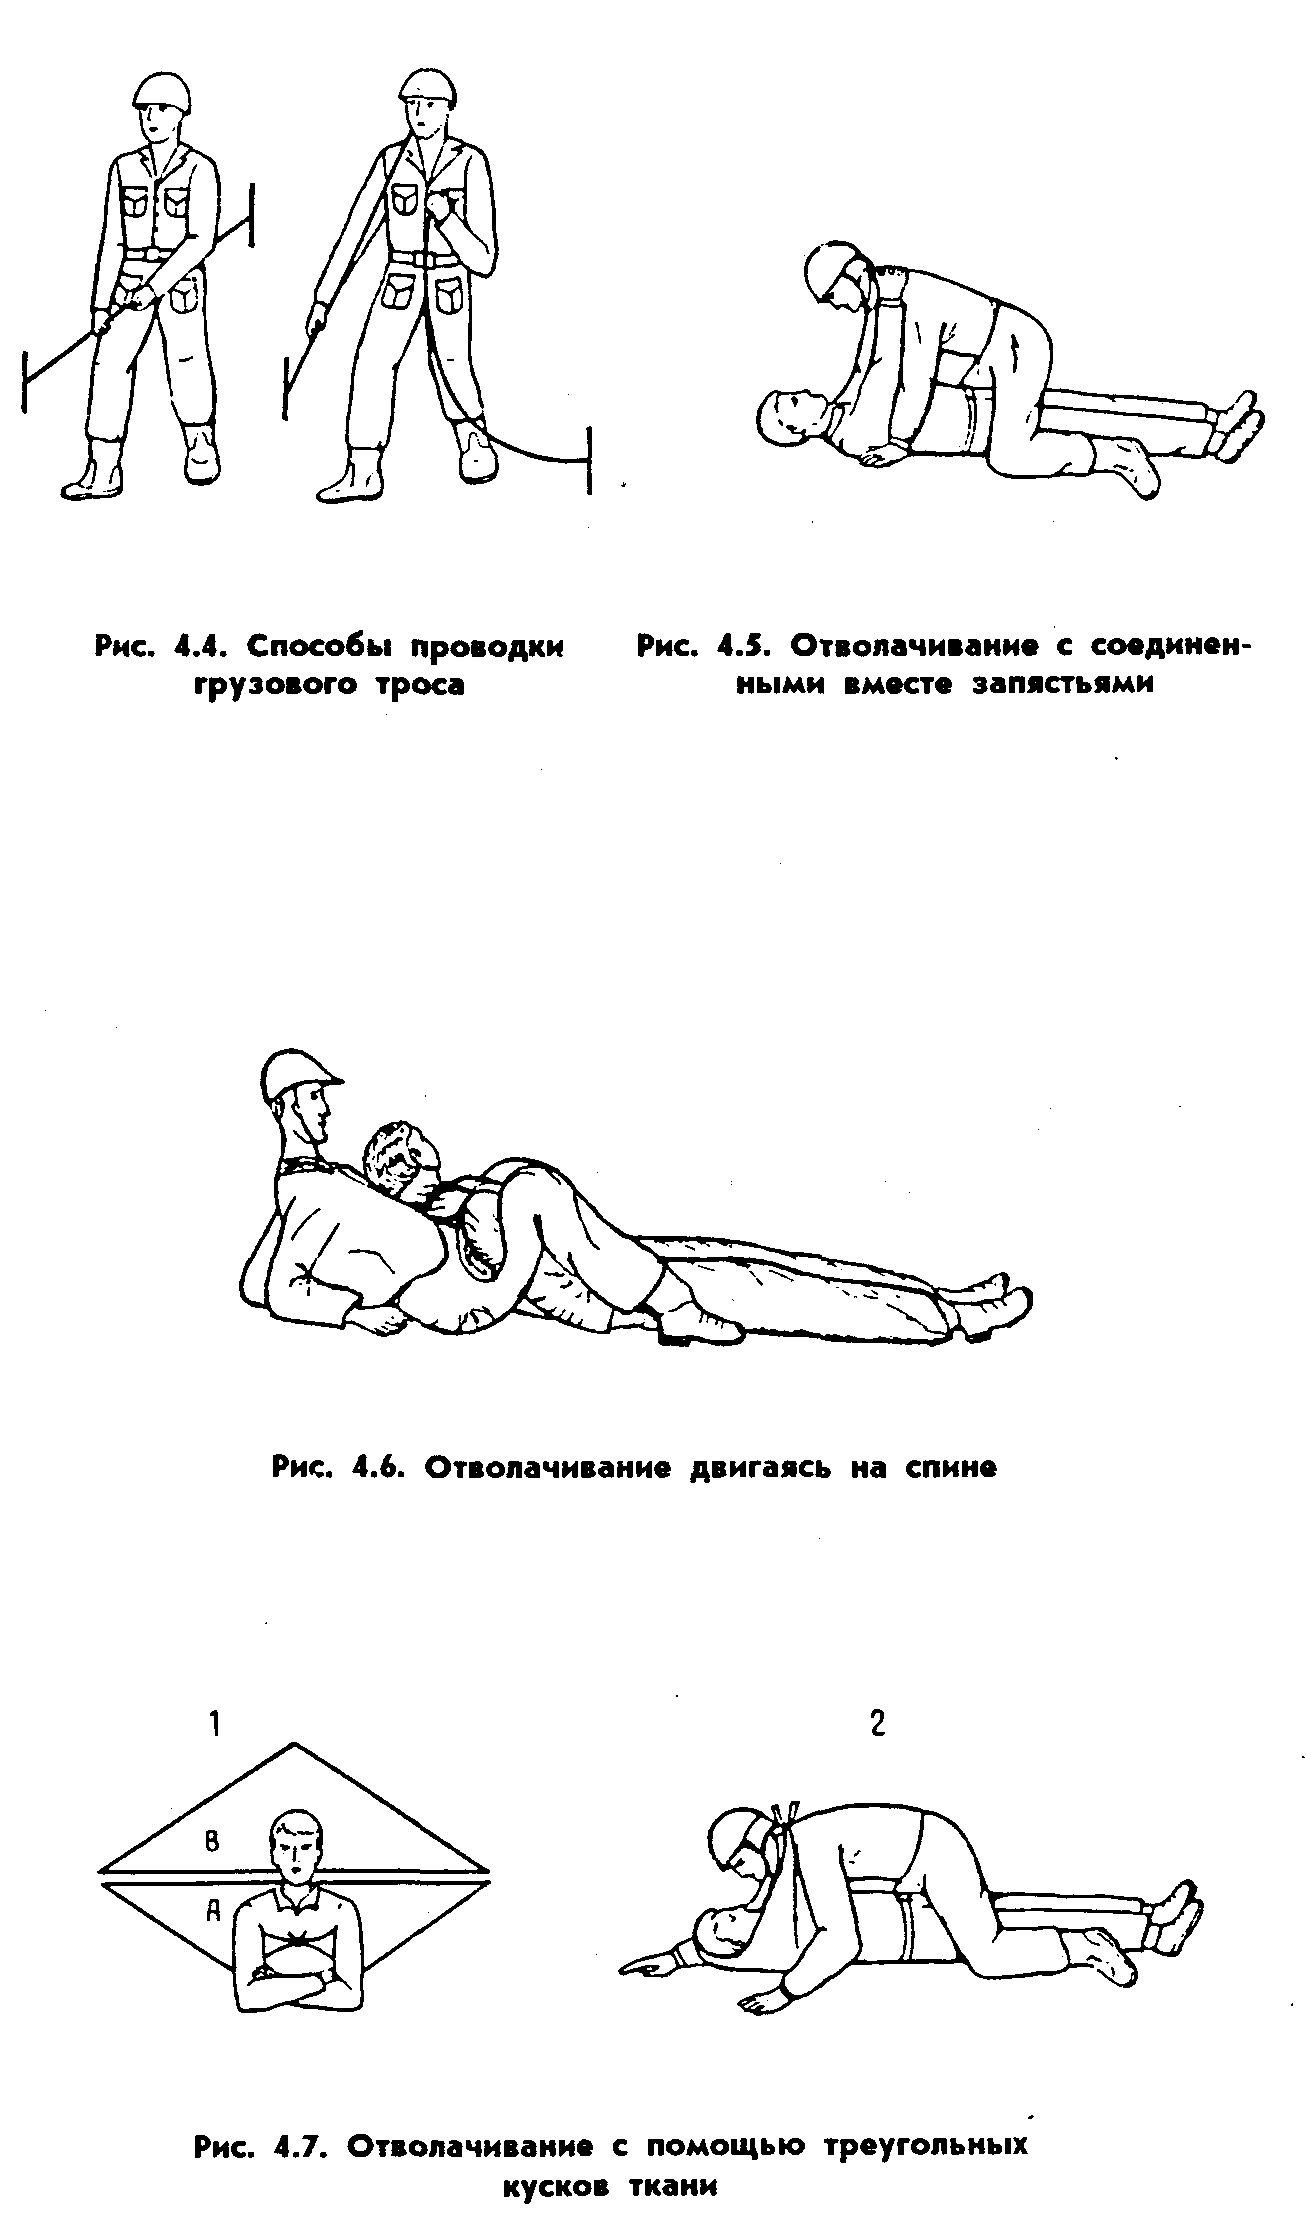 Рис. 4.4. Способы проводки
грузового троса
Рис. 4.5. Отволачивание с соединен-
ными вместе запястьями
Рис. 4.6. Отволачивание двигаясь на спине
1
2
В
А
Рис. 4.7. Отволачивание с помощью треугольных
кусков ткани